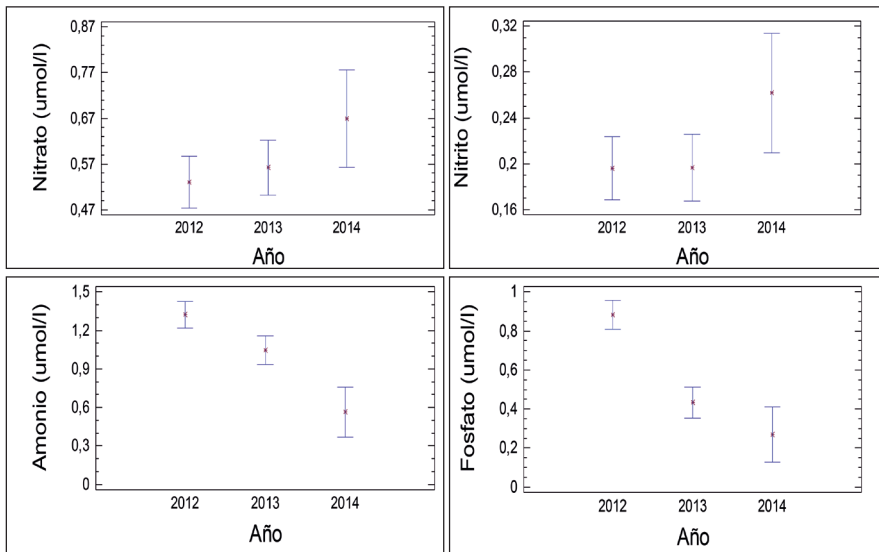 Nitrato (umol/l)
0,87
0,77
0,67
0,57
0,47
2012 2013 2014
Año
Nitrito (umol/l)
0,32
0,28
0,24
0,2
0,16
2012 2013 2014
Año
Amonio (umol/l)
1,5
1,2
0,9
0,6
0,3
0
2012 2013 2014
Año
Fosfato (umol/l)
1
0,8
0,6
0,4
0,2
0
2012 2013 2014
Año